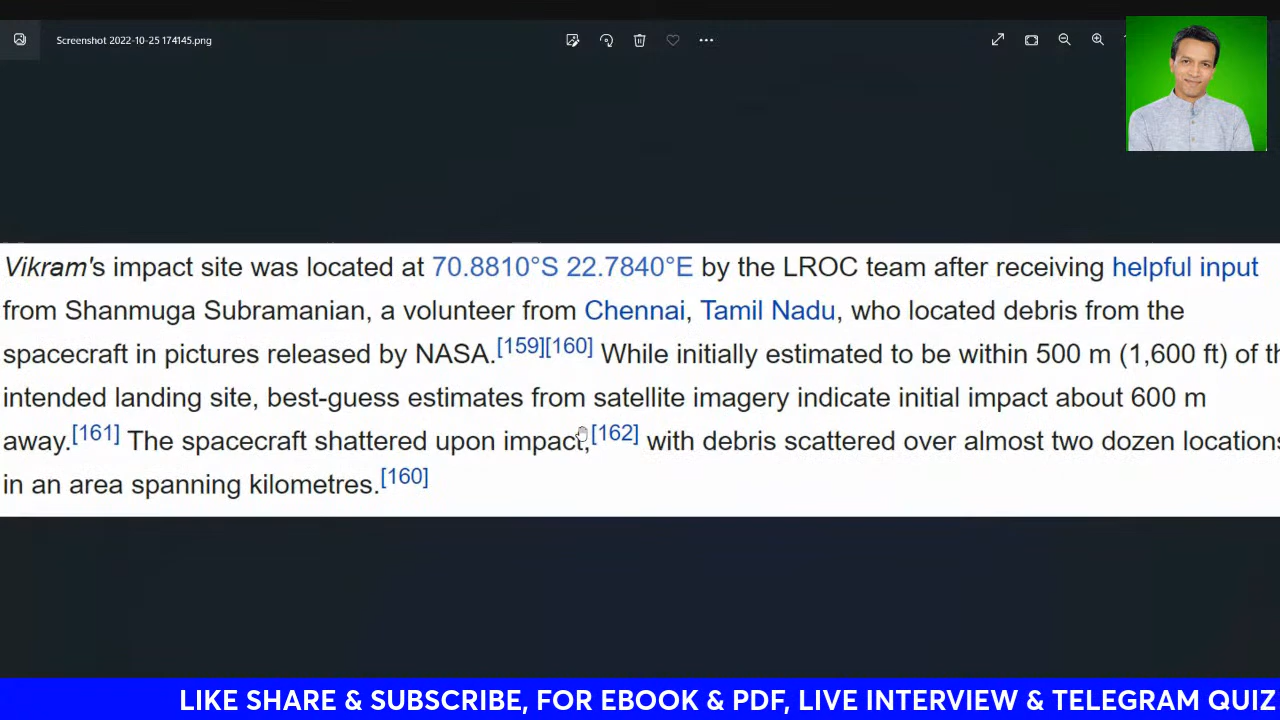 Screenshot 2022-10-25 174145.png
Vikram's impact site was located at 70.8810°S 22.7840°E by the LROC team after receiving helpful input
from Shanmuga Subramanian, a volunteer from Chennai, Tamil Nadu, who located debris from the
spacecraft in pictures released by NASA.[159][160] While initially estimated to be within 500 m (1,600 ft) of th
intended landing site, best-guess estimates from satellite imagery indicate initial impact about 600 m
away.[161] The spacecraft shattered upon impact,[162] with debris scattered over almost two dozen locations
in an area spanning kilometres.[160]
LIKE SHARE & SUBSCRIBE, FOR EBOOK & PDF, LIVE INTERVIEW & TELEGRAM QUIZ